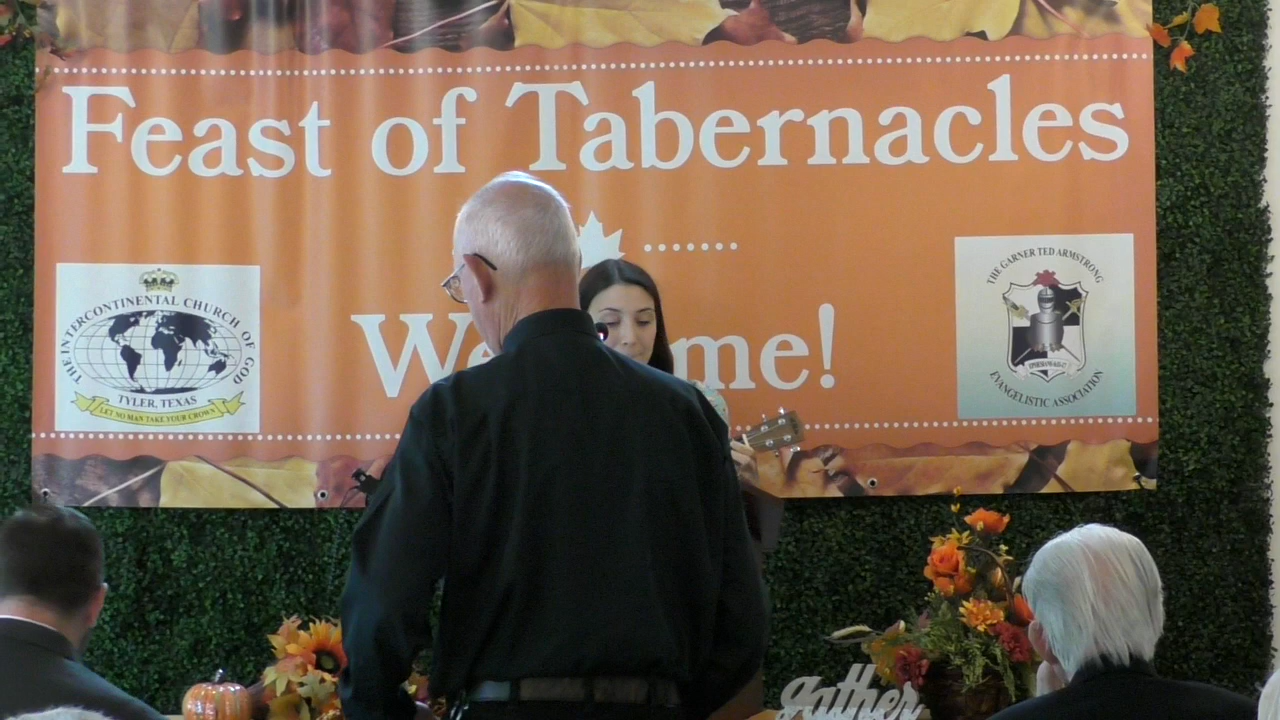 Feast of Tabernacles
THE INTERCONTINENTAL CHURCH OF GOD
TYLER, TEXAS
LET NO MAN TAKE YOUR CROWN
We me!
THE GARNER TED ARMSTRONG
EVANGELISTIC ASSOCIATION
gather